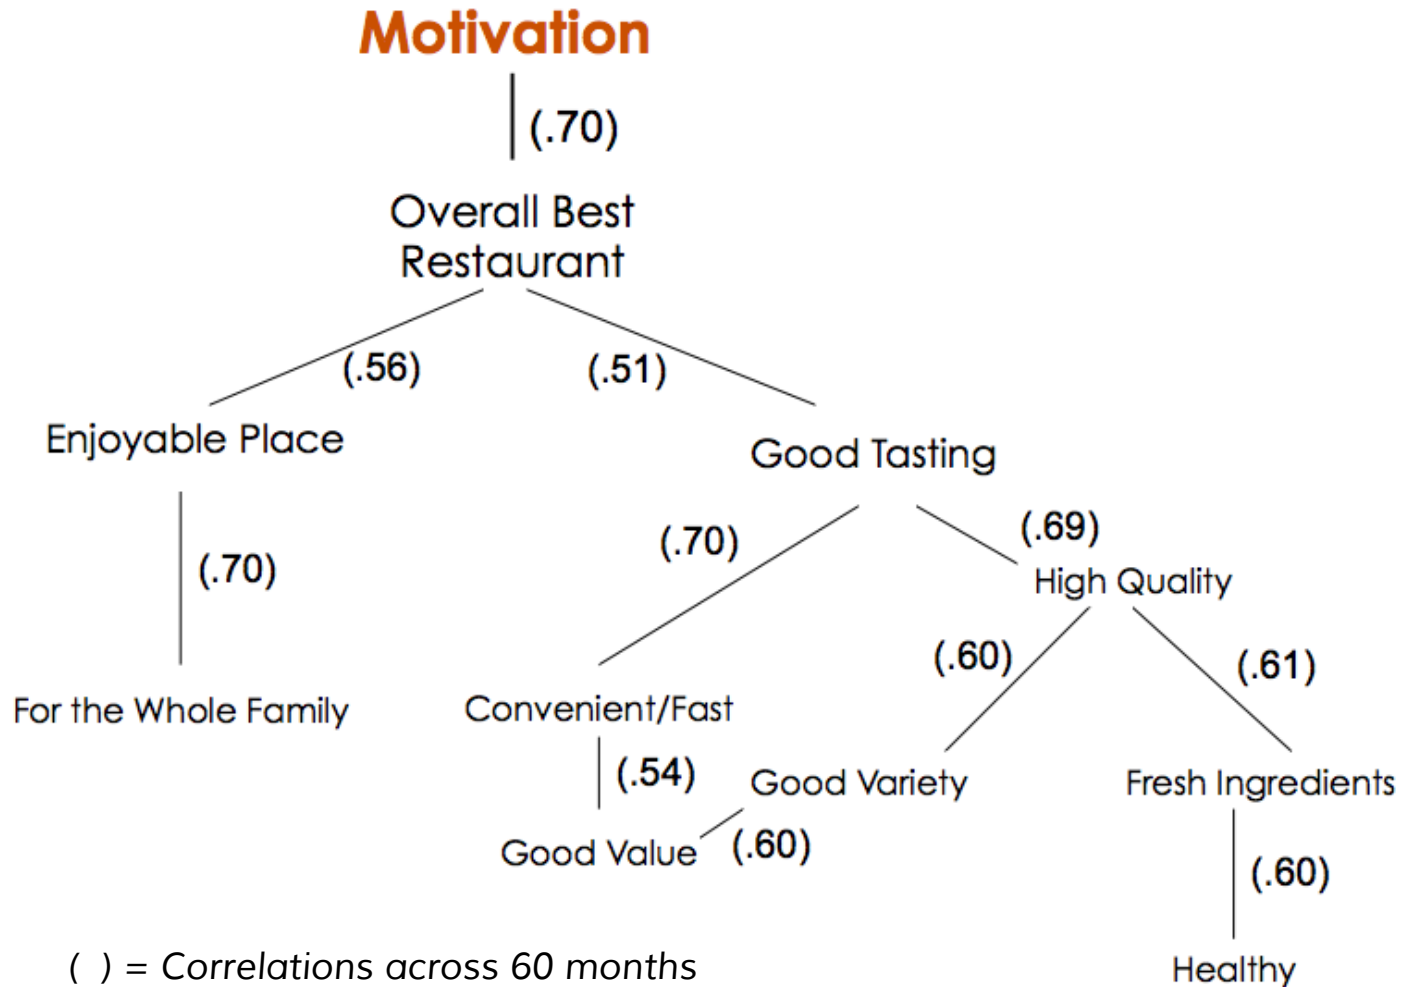 Motivation
(.70)
Overall Best
Restaurant
(.56)
(.51)
Enjoyable Place
Good Tasting
(.70)
(.69)
High Quality
(.70)
(.60)
(.61)
For the Whole Family
Convenient/Fast
(.54)
Good Variety
Fresh Ingredients
Good Value
(.60)
(.60)
( ) = Correlations across 60 months
Healthy